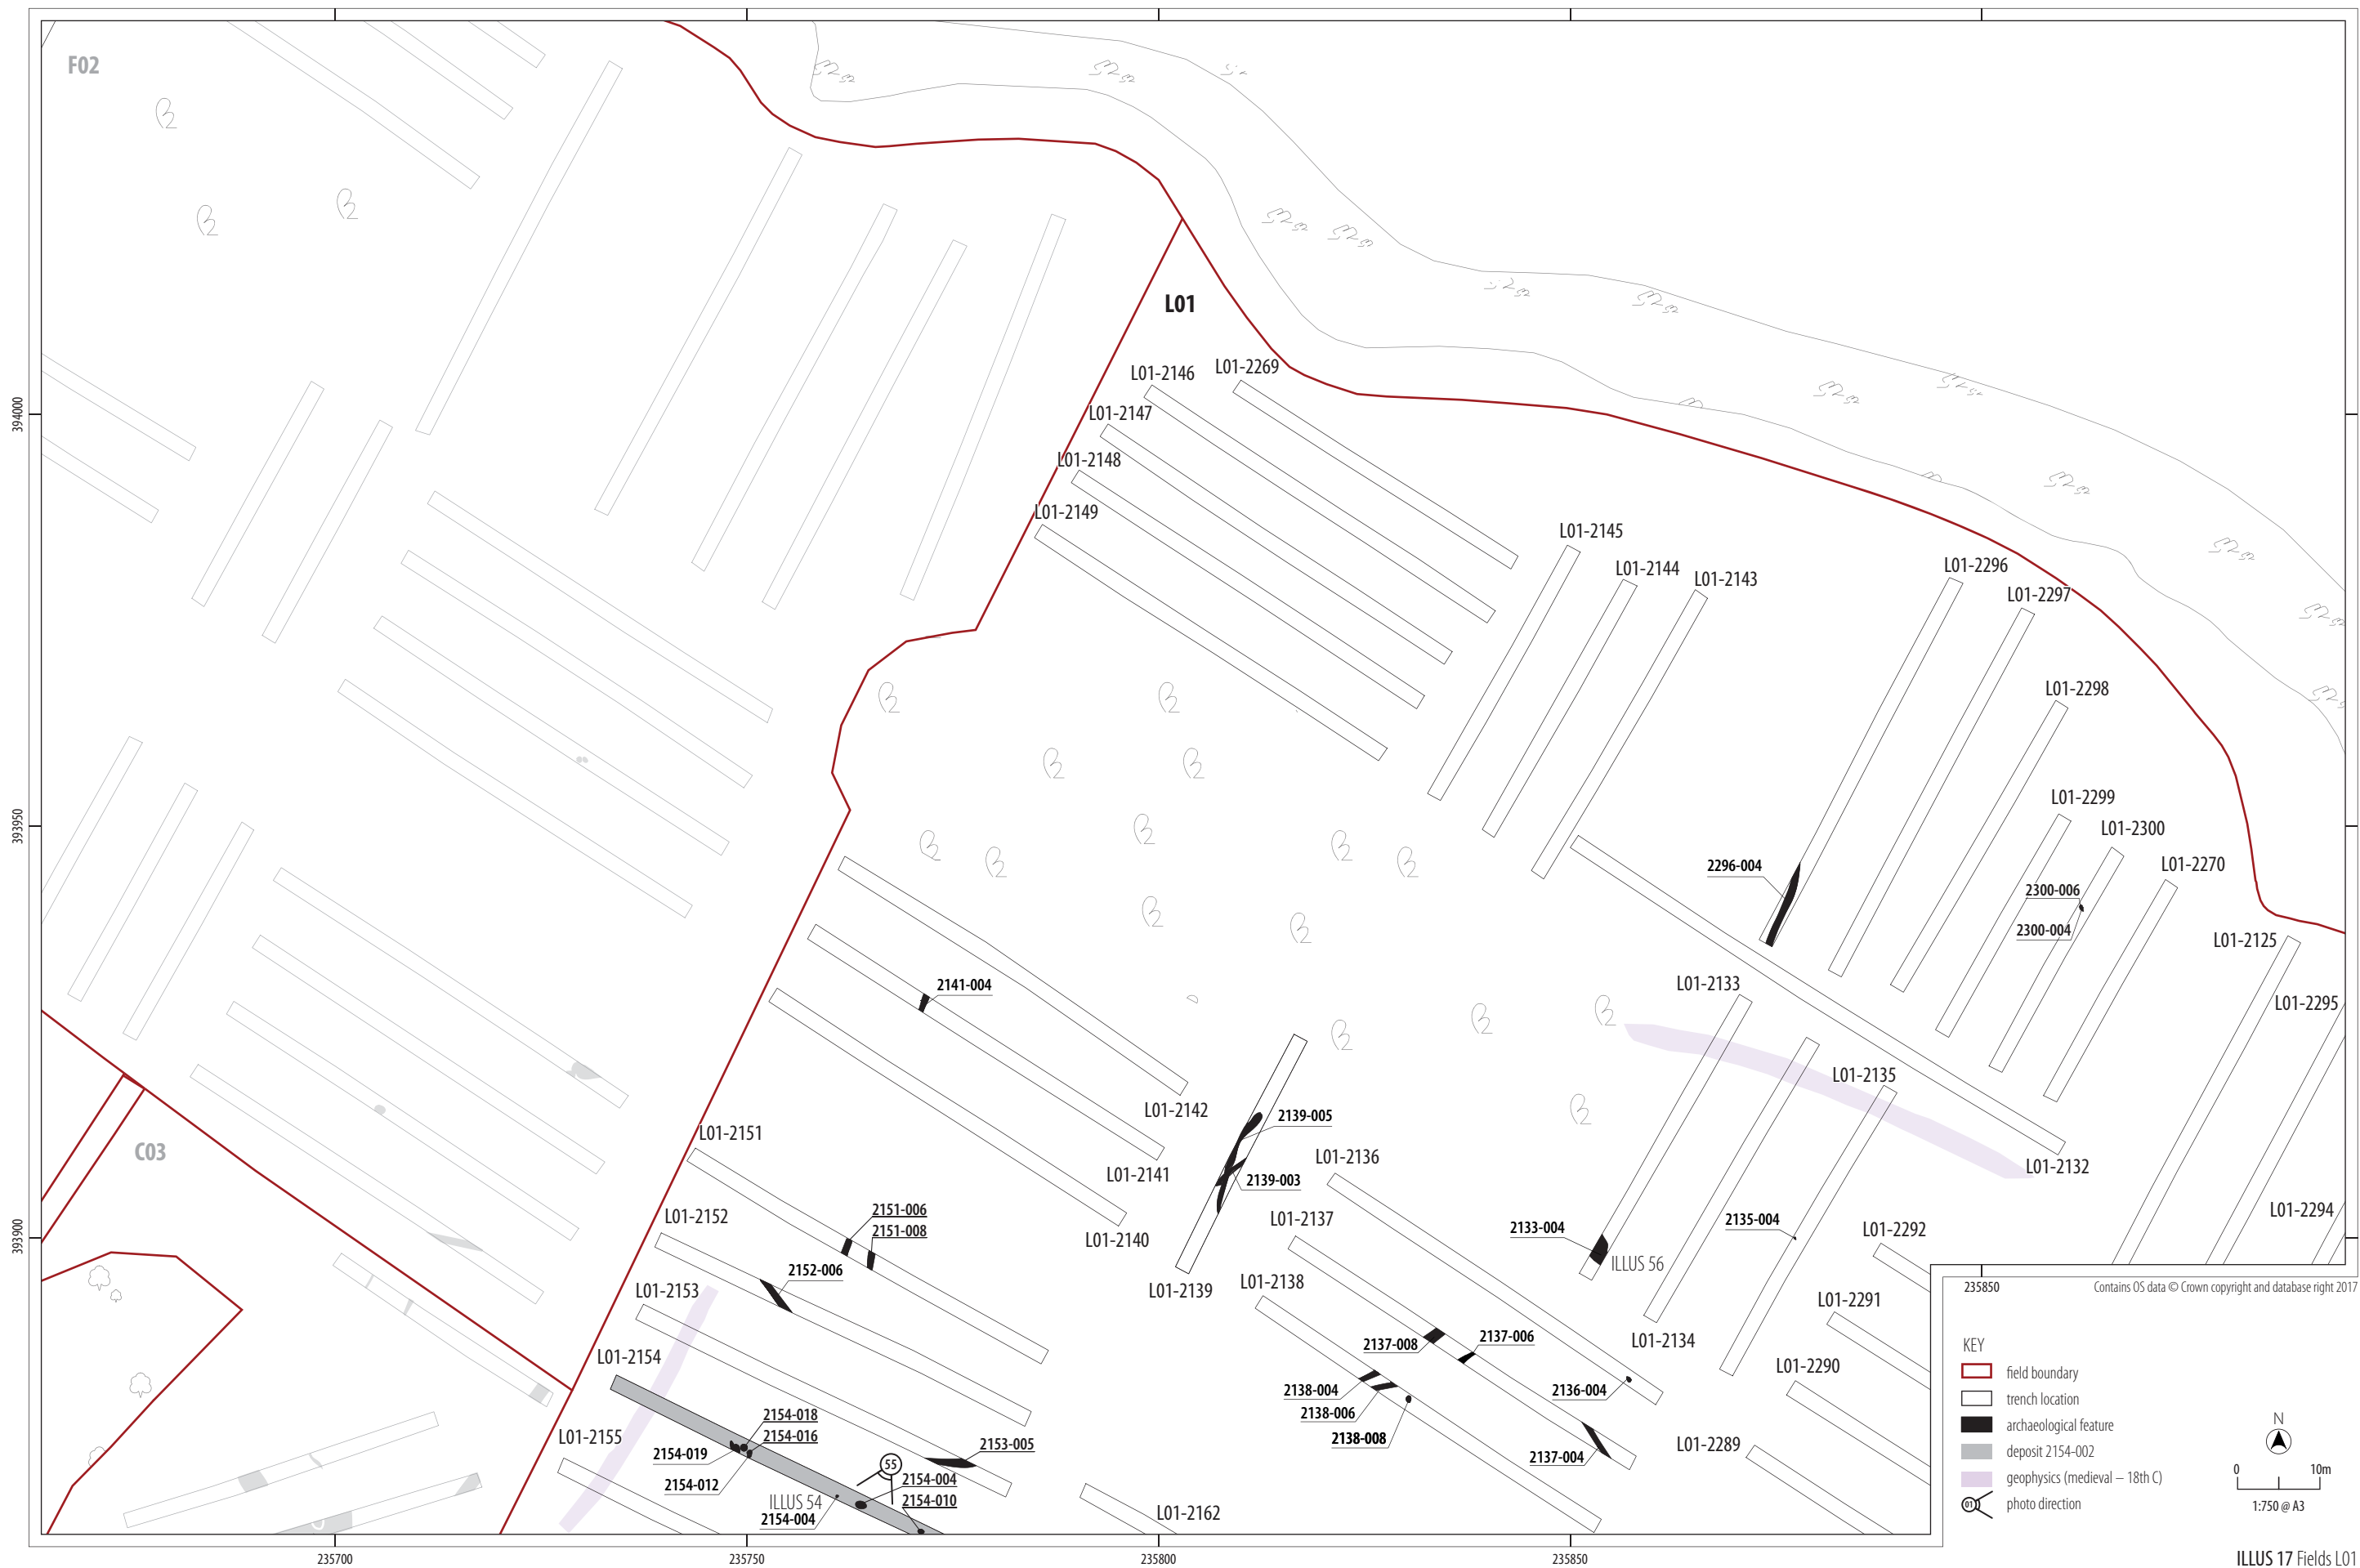 F02
L01
L01-2146
L01-2269
L01-2147
L01-2148
L01-2149
394000
L01-2145
L01-2144
L01-2143
L01-2296
L01-2297
L01-2298
L01-2299
L01-2300
L01-2270
393950
2296-004
2300-006
2300-004
L01-2125
L01-2295
2141-004
L01-2133
L01-2135
L01-2142
2139-005
L01-2151
C03
L01-2136
L01-2132
L01-2141
2139-003
2151-006
L01-2152
L01-2137
2151-008
2133-004
2135-004
L01-2292
L01-2294
393900
L01-2140
2152-006
ILLUS 56
L01-2153
L01-2139
L01-2138
235850
Contains OS data © Crown copyright and database right 2017
L01-2291
2137-008
2137-006
L01-2134
KEY
L01-2154
field boundary
L01-2290
2138-004
2136-004
trench location
2154-018
2138-006
archaeological feature
2154-016
2138-008
L01-2155
2153-005
L01-2289
2154-019
2137-004
deposit 2154-002
55
2154-012
2154-004
geophysics (medieval – 18th C)
ILLUS 54
2154-010
01
photo direction
2154-004
L01-2162
N
0
10m
1:750 @ A3
235700
235750
235800
235850
ILLUS 17 Fields L01